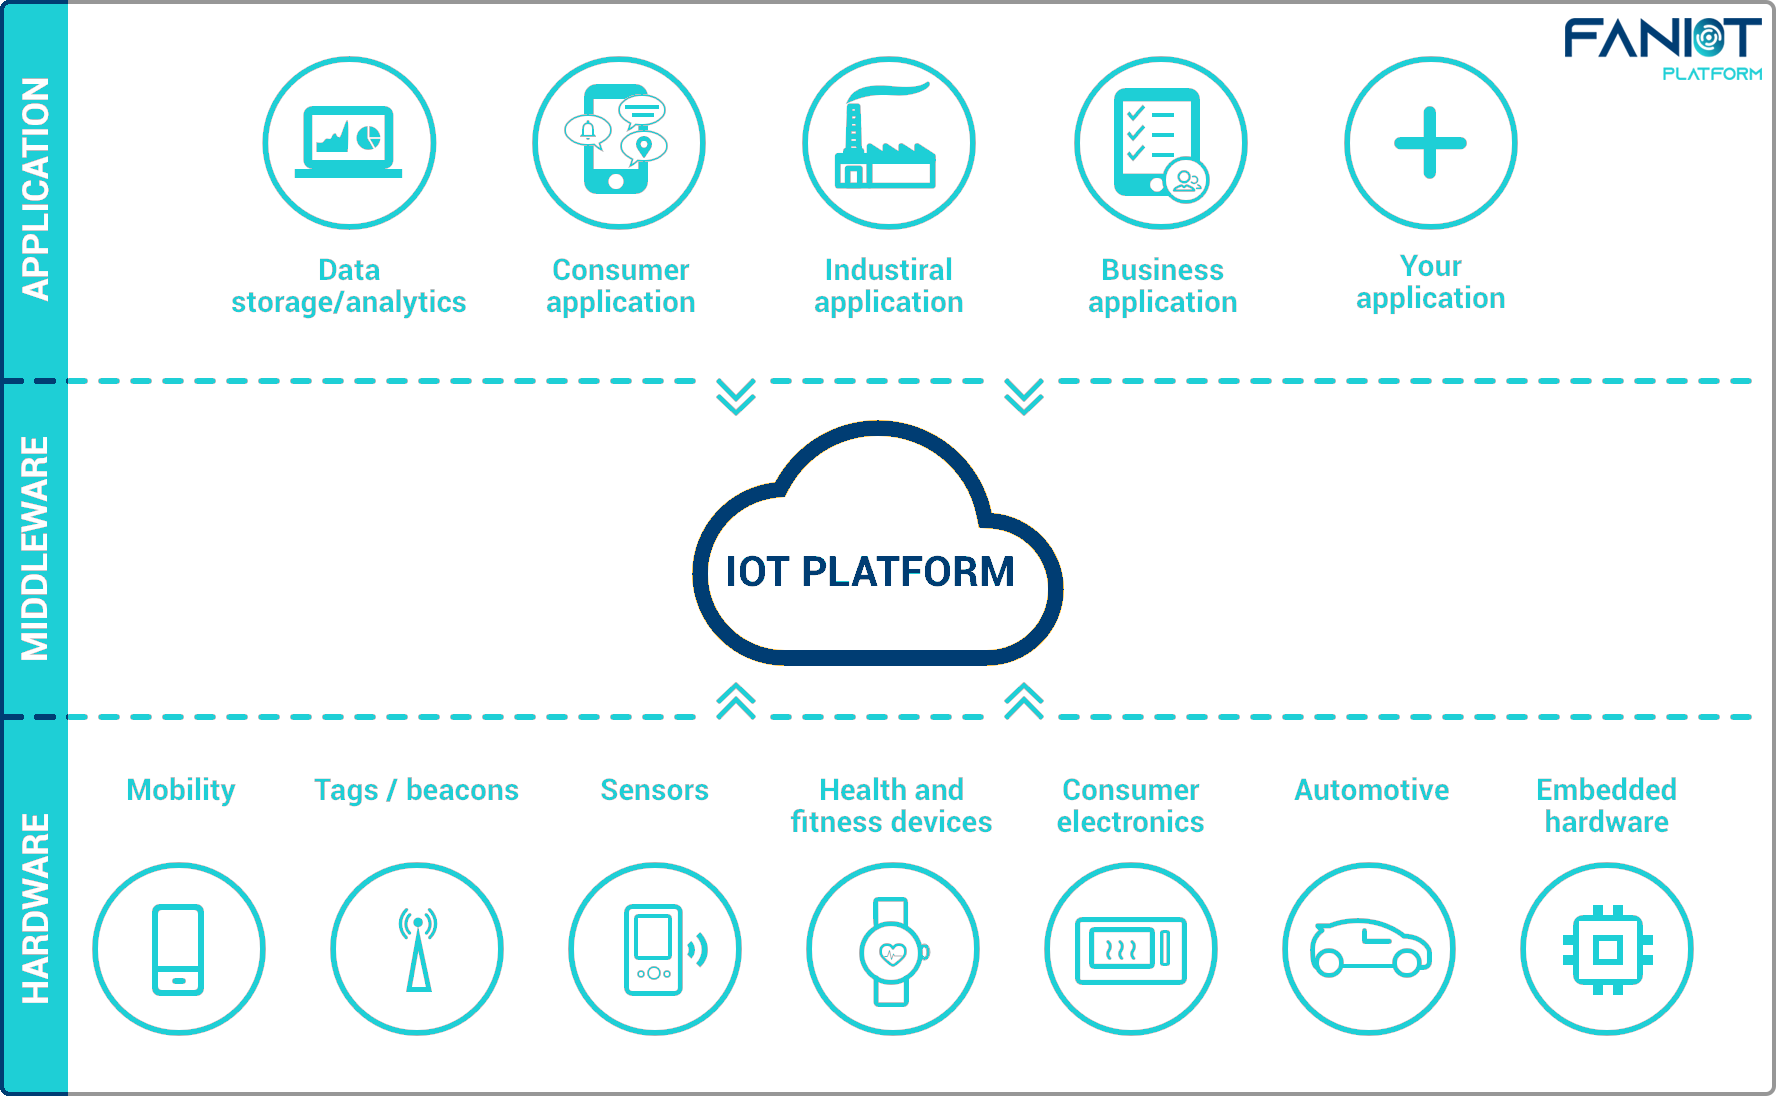 FANIOT
PLATFORM
APPLICATION
Data
storage/analytics
Consumer
application
Industiral
application
Business
application
Your
application
MIDDLEWARE
IOT PLATFORM
HARDWARE
Mobility
Tags / beacons
Sensors
Health and
fitness devices
Consumer
electronics
Automotive
Embedded
hardware